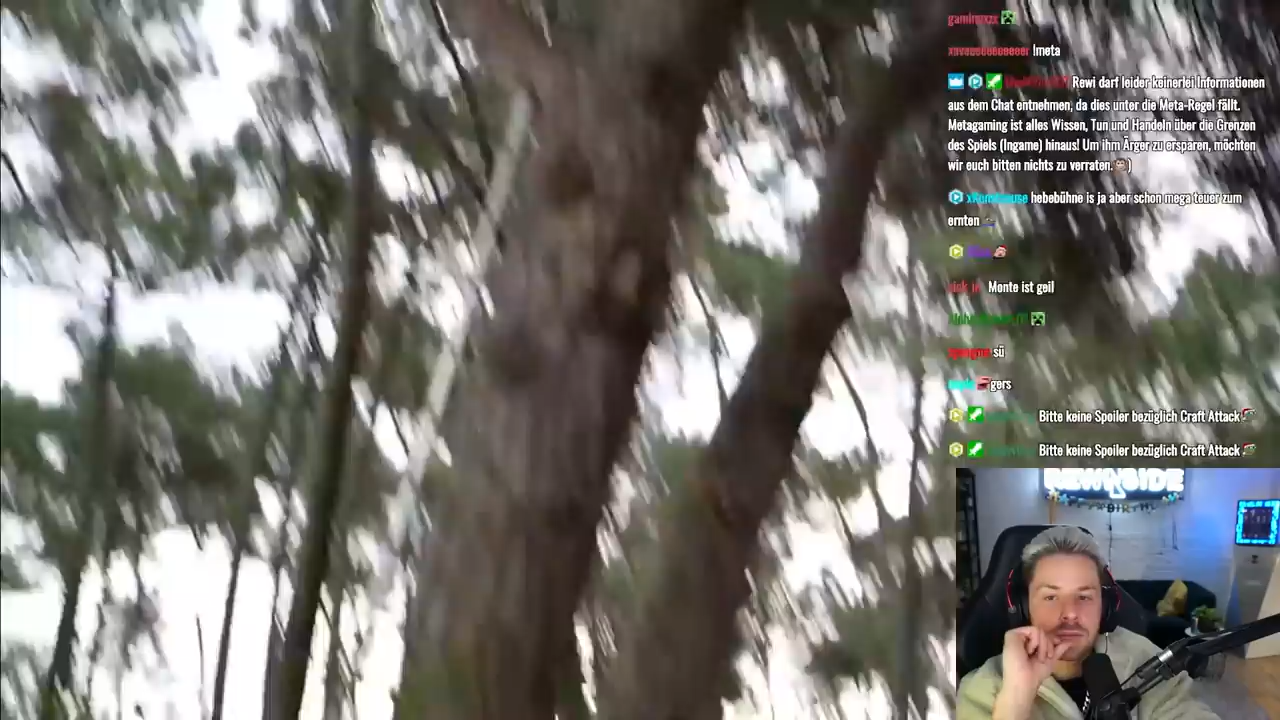 !meta
Rewi darf leider keinerlei Informationen
aus dem Chat entnehmen, da dies unter die Meta-Regel fällt.
Metagaming ist alles Wissen, Tun und Handeln über die Grenzen
des Spiels (Ingame) hinaus! Um ihm Ärger zu ersparen, möchten
wir euch bitten nichts zu verraten. )
hebebühne is ja aber schon mega teuer zum
ernten
Monte ist geil
sü
gers
Bitte keine Spoiler bezüglich Craft Attack
Bitte keine Spoiler bezüglich Craft Attack